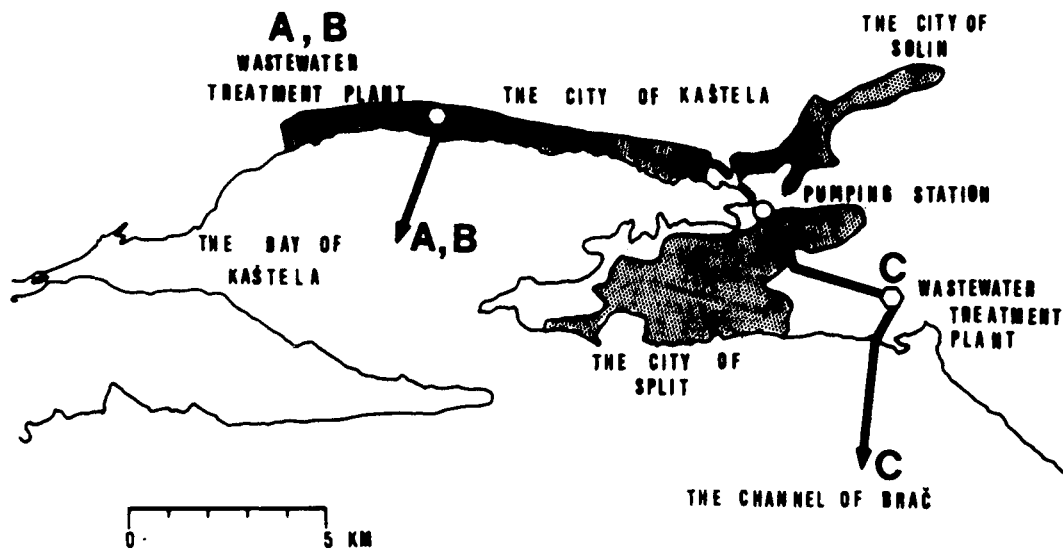 A, B
WASTEWATER
TREATMENT PLANT
THE CITY OF KAŠTELA
THE CITY OF
SOLIN
PUMPING STATION
A, B
THE BAY OF
KAŠTELA
C
WASTEWATER
TREATMENT
PLANT
THE CITY OF
SPLIT
C
THE CHANNEL OF BRAČ
0 5 KM